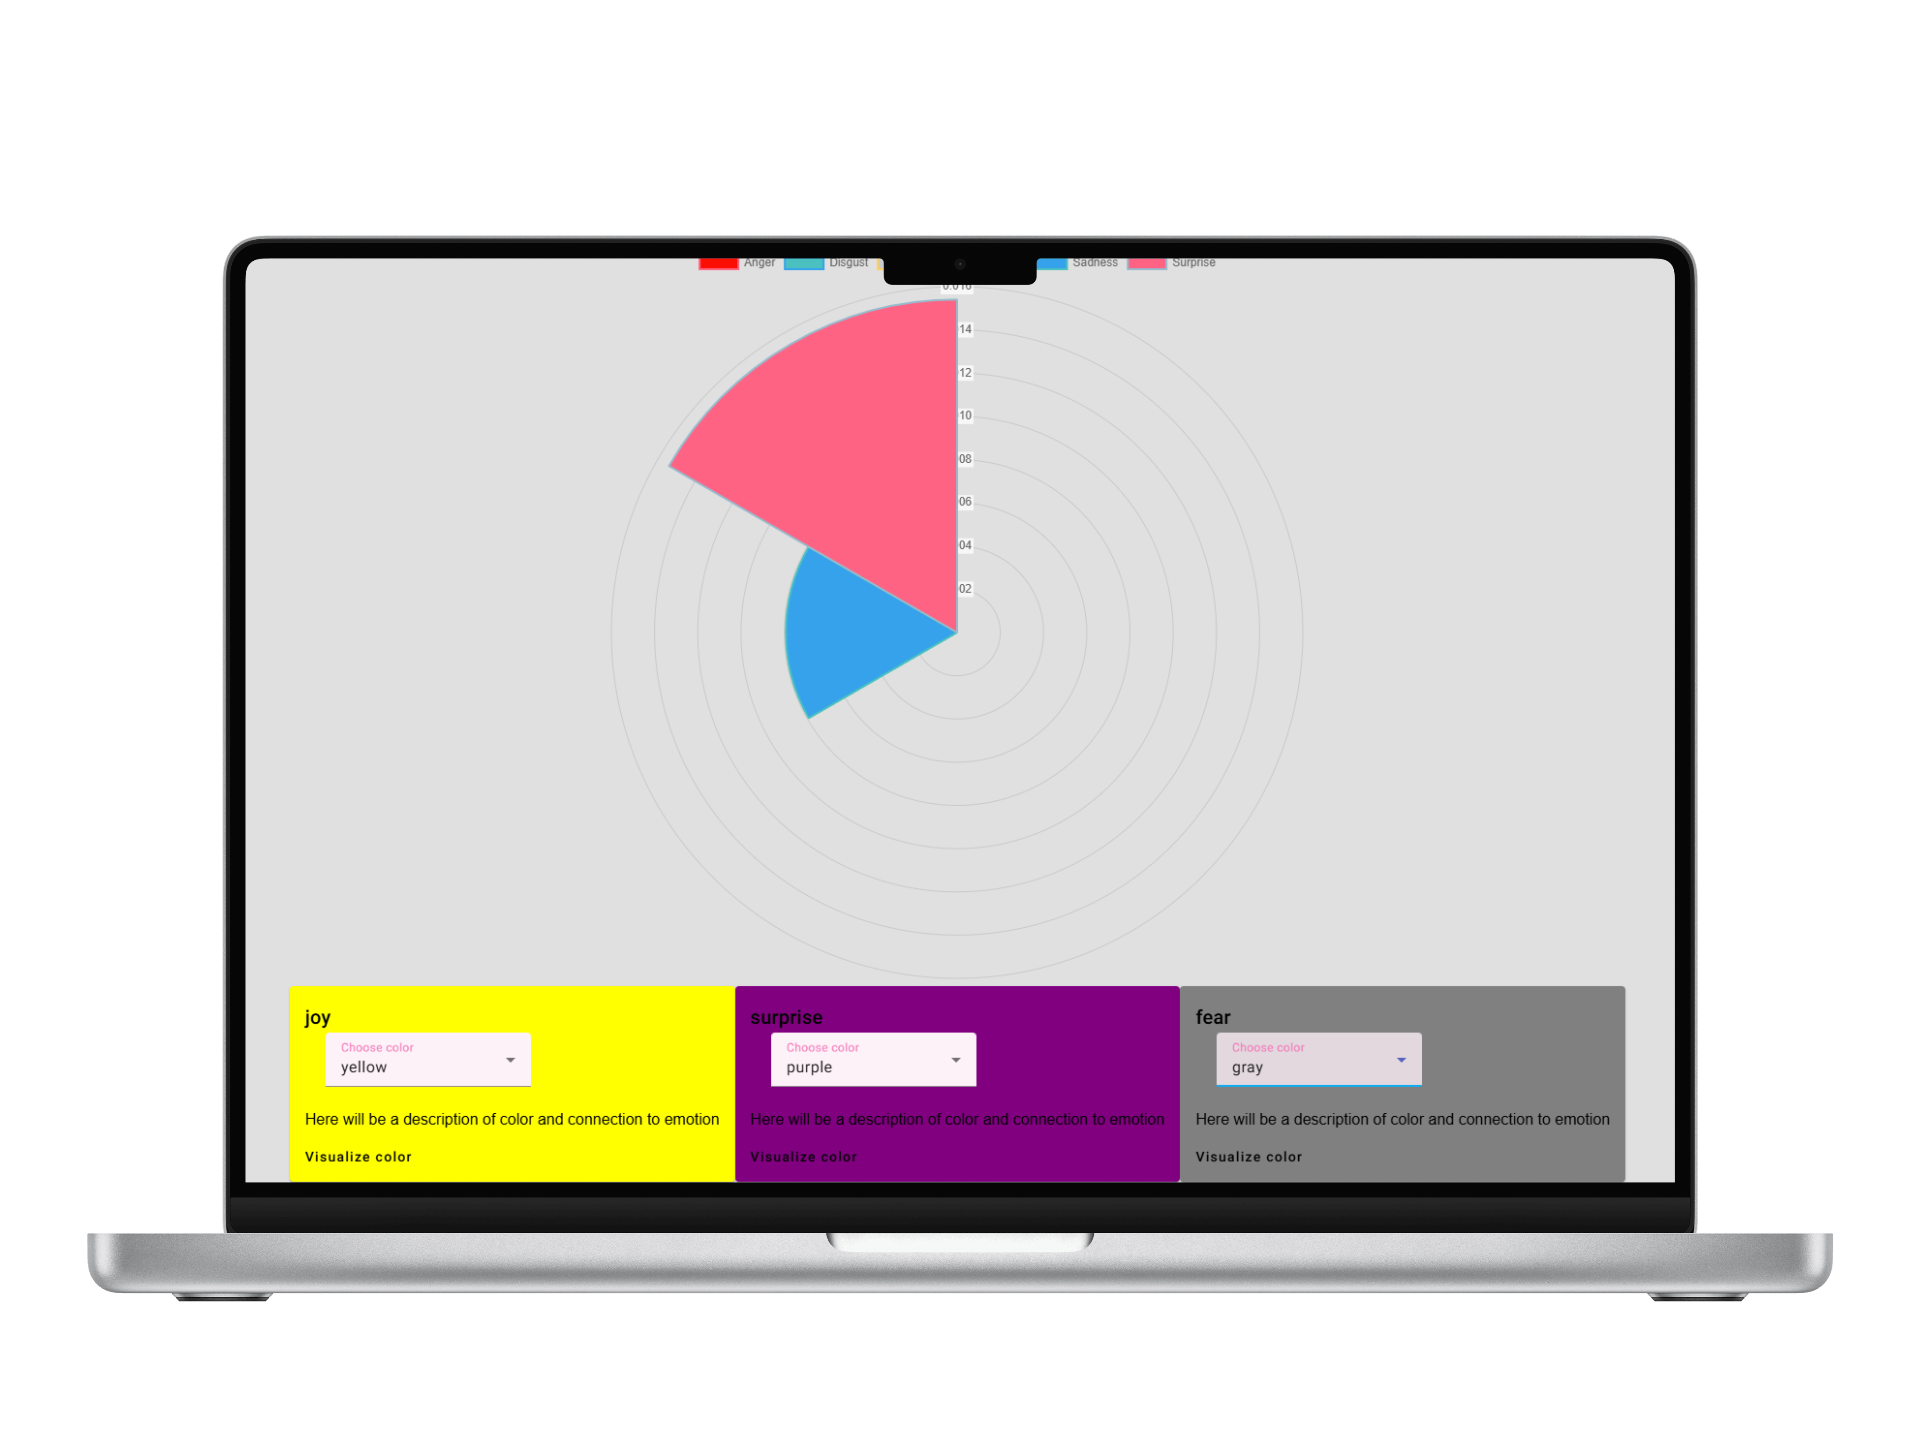 Anger Disgust Sadness Surprise
0.016
14
12
10
08
06
04
02
joy
Choose color
yellow
Here will be a description of color and connection to emotion
Visualize color
surprise
Choose color
purple
Here will be a description of color and connection to emotion
Visualize color
fear
Choose color
gray
Here will be a description of color and connection to emotion
Visualize color